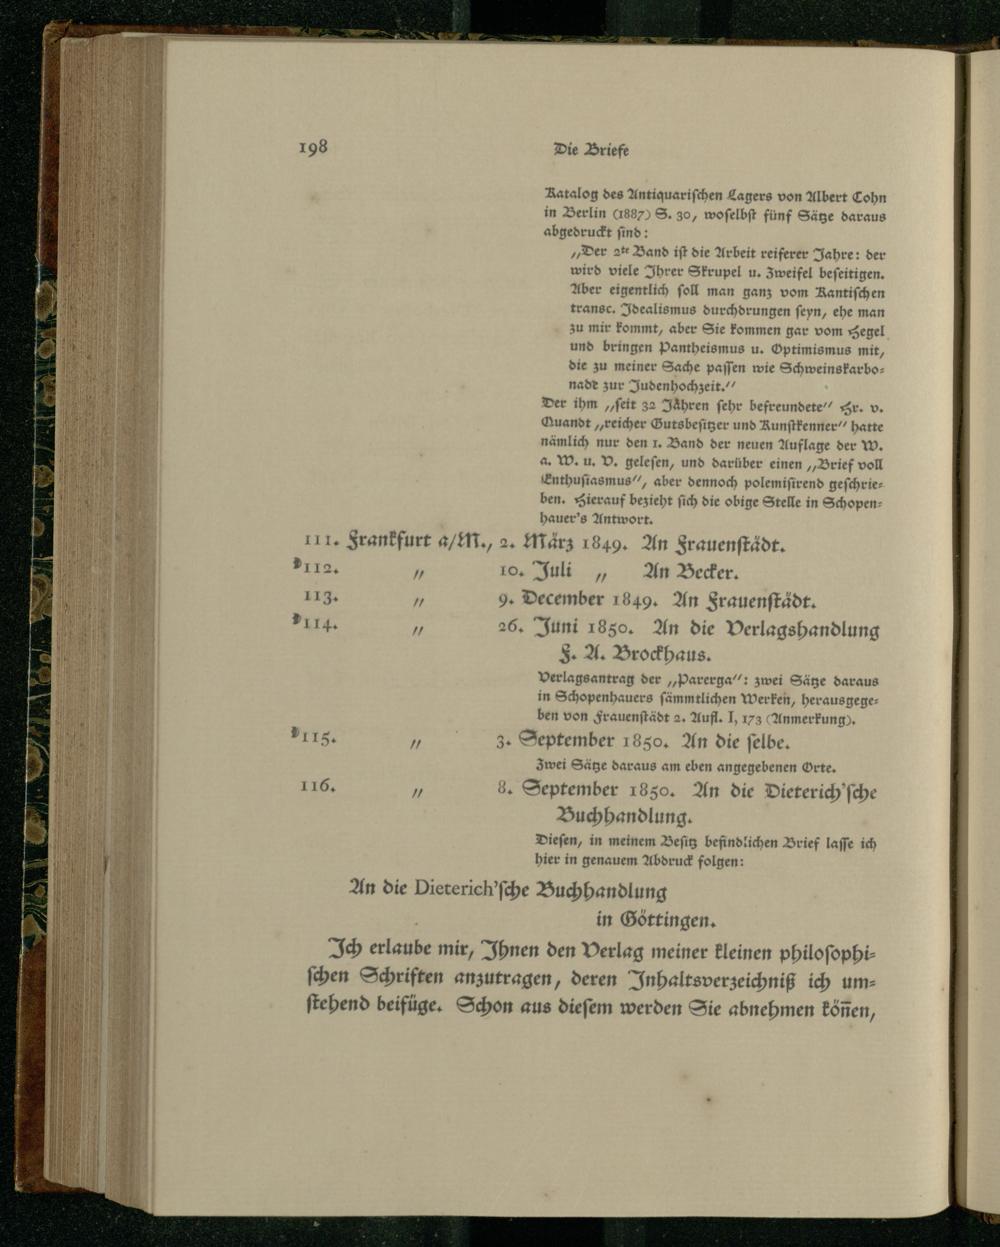 198 Die Briefe
Katalog des Antiquarischen Lagers von Albert Cohn
in Berlin (1887) S. 30, woselbst fünf Sätze daraus
abgedruckt sind:
„Der 2te Band ist die Arbeit reiferer Jahre: der
wird viele Ihrer Skrupel u. Zweifel beseitigen.
Aber eigentlich soll man ganz vom Kantischen
transc. Idealismus durchdrungen seyn, ehe man
zu mir kommt, aber Sie kommen gar vom Hegel
und bringen Pantheismus u. Optimismus mit,
die zu meiner Sache passen wie Schweinskarbo-
nade zur Judenhochzeit.“
Der ihm „seit 32 Jahren sehr befreundete“ Hr. v.
Quandt „reicher Gutsbesitzer und Kunstkenner“ hatte
nämlich nur den 1. Band der neuen Auflage der W.
a. W. u. V. gelesen, und darüber einen „Brief voll
Enthusiasmus“, aber dennoch polemisirend geschrie-
ben. Hierauf bezieht sich die obige Stelle in Schopen-
hauer's Antwort.
111. Frankfurt a/M., 2. März 1849. An Frauenstädt.
112. „ 10. Juli „ An Becker.
113. „ 9. December 1849. An Frauenstädt.
114. „ 26. Juni 1850. An die Verlagshandlung
F. A. Brockhaus.
Verlagsantrag der „Parerga“: zwei Sätze daraus
in Schopenhauers sämmtlichen Werken, herausgege-
ben von Frauenstädt 2. Aufl. I, 173 (Anmerkung).
115. „ 3. September 1850. An die selbe.
Zwei Sätze daraus am eben angegebenen Orte.
116. „ 8. September 1850. An die Dieterich'sche
Buchhandlung.
Diesen, in meinem Besitz befindlichen Brief lasse ich
hier in genauem Abdruck folgen:
An die Dieterich'sche Buchhandlung
in Göttingen.
Ich erlaube mir, Ihnen den Verlag meiner kleinen philosophi-
schen Schriften anzutragen, deren Inhaltsverzeichniß ich um-
stehend beifüge. Schon aus diesem werden Sie abnehmen kön̄en,